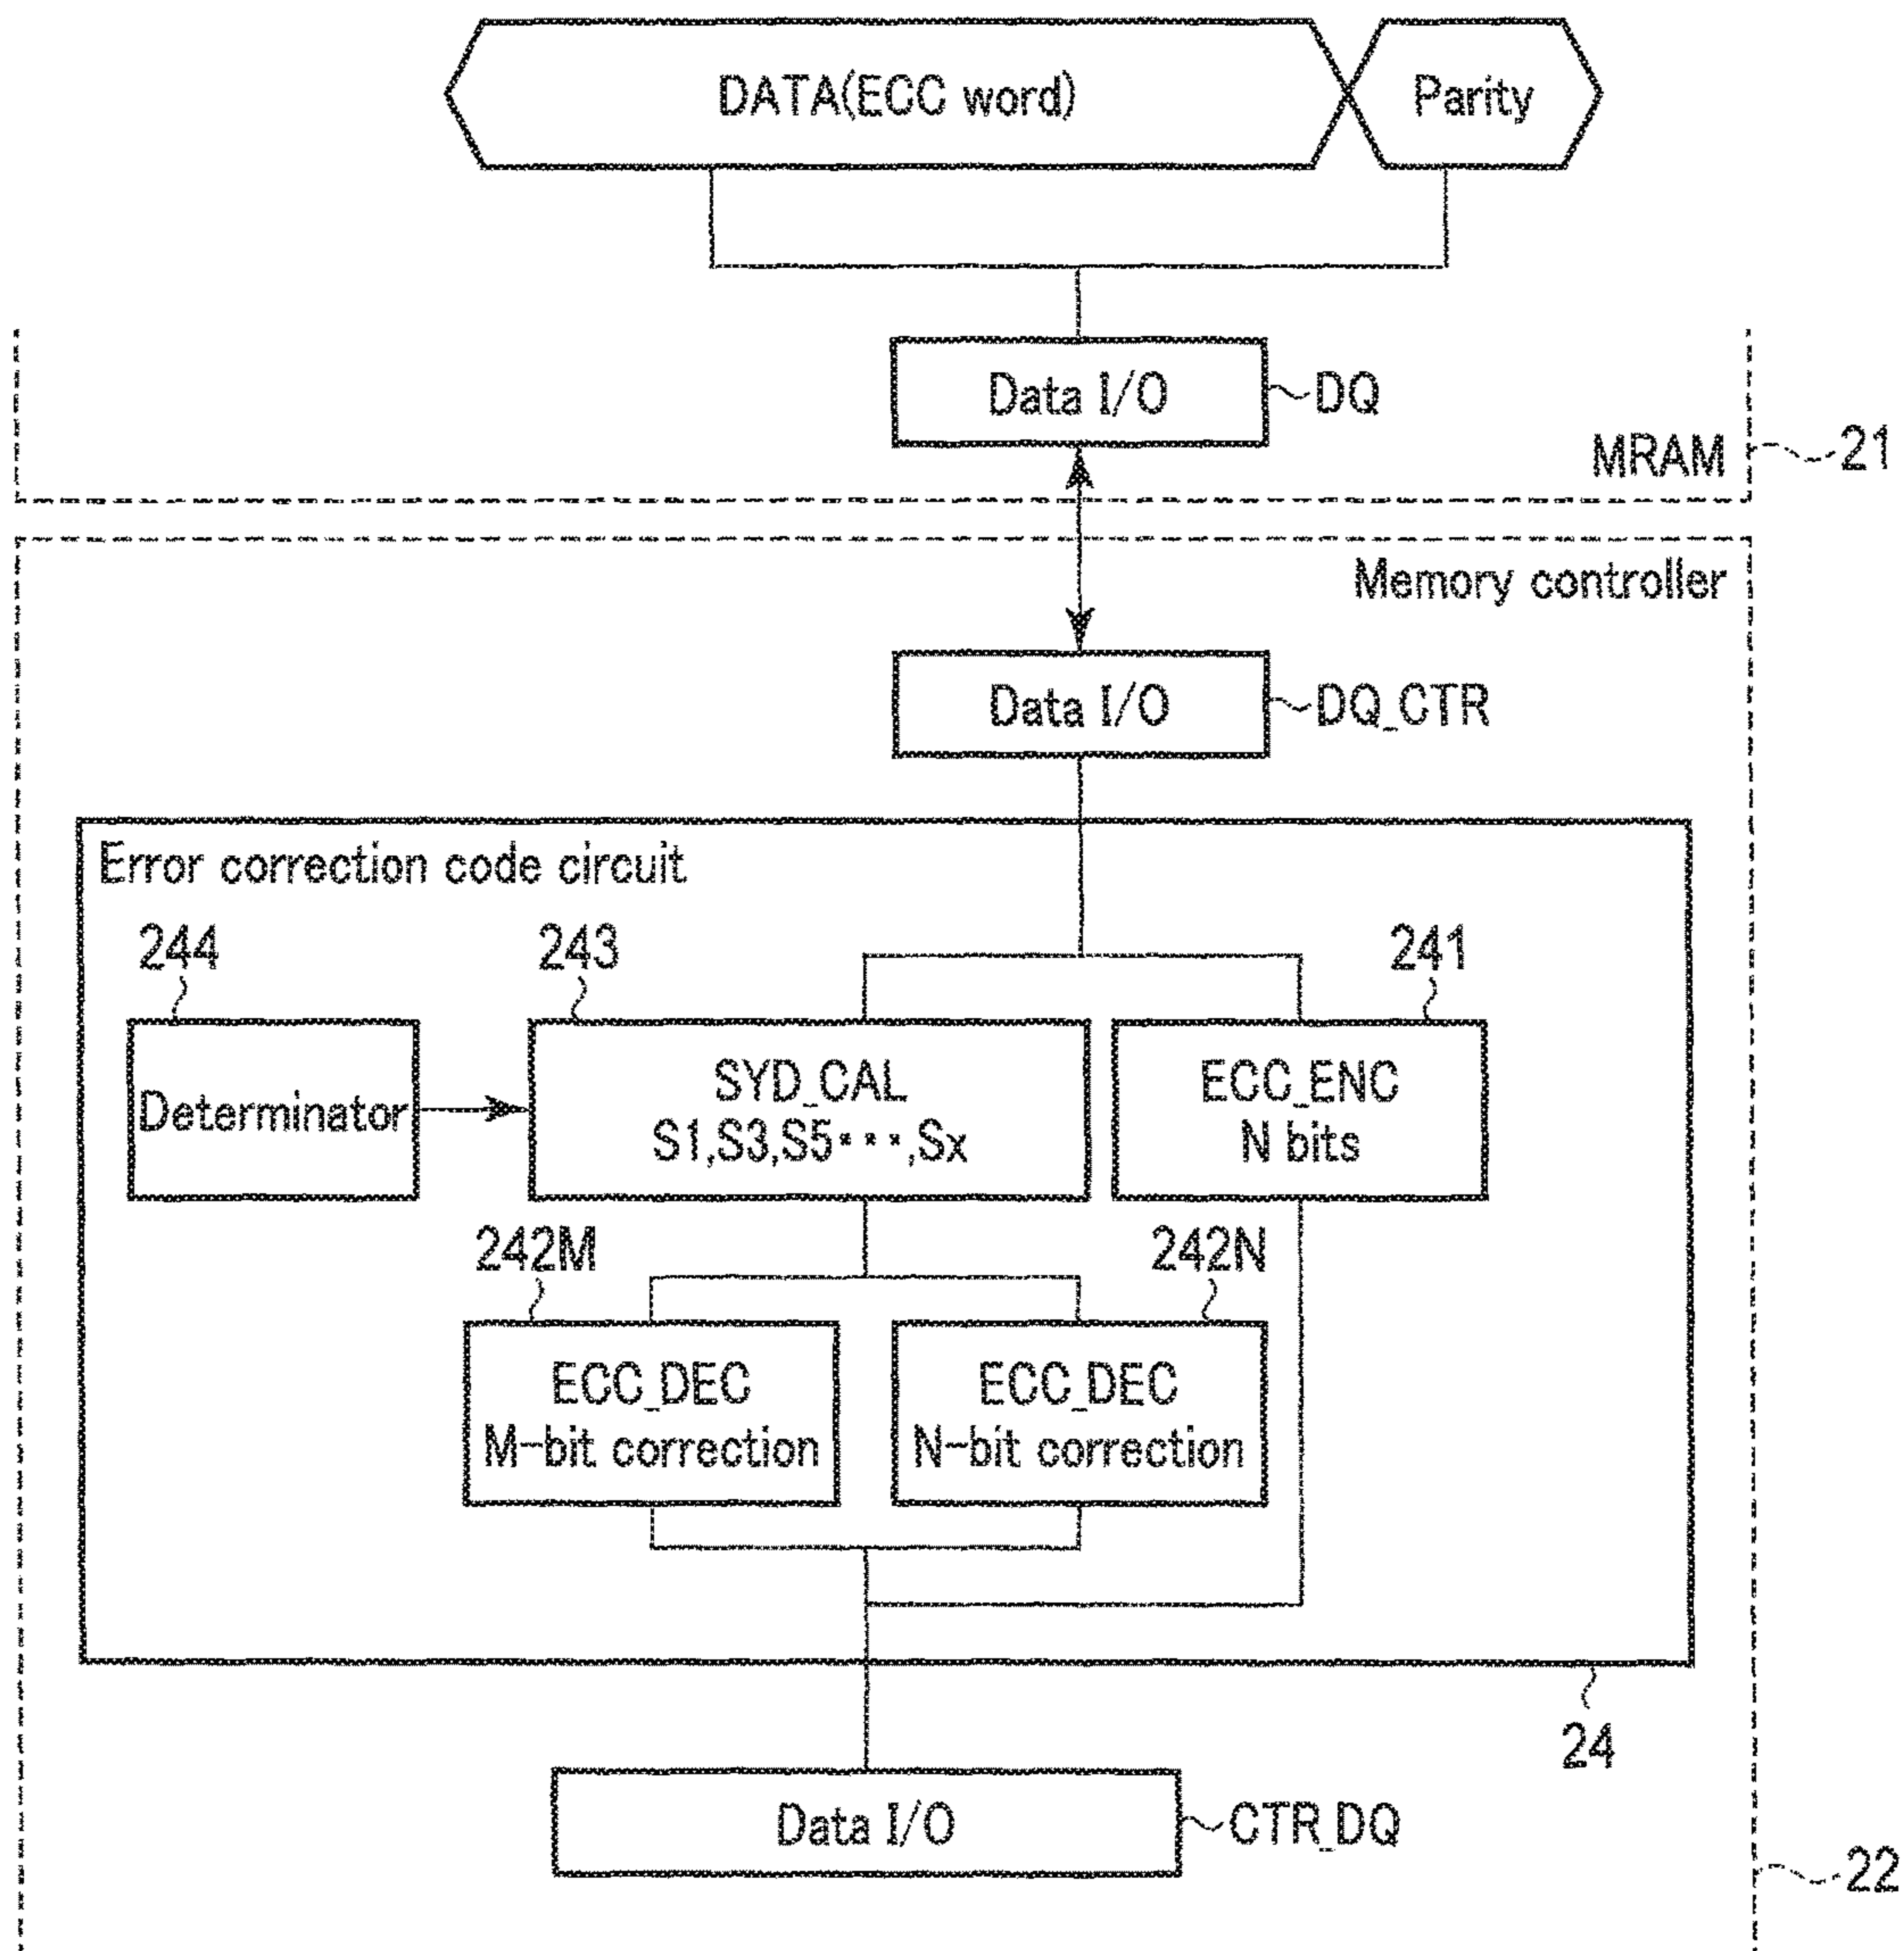 DATA(ECC word)
Parity
Data I/O
DQ
MRAM
21
Memory controller
Data I/O
DQ_CTR
Error correction code circuit
244
243
241
Determinator
SYD_CAL
S1,S3,S5･･･,Sx
ECC_ENC
N bits
242M
242N
ECC_DEC
M-bit correction
ECC_DEC
N-bit correction
24
Data I/O
CTR_DQ
22